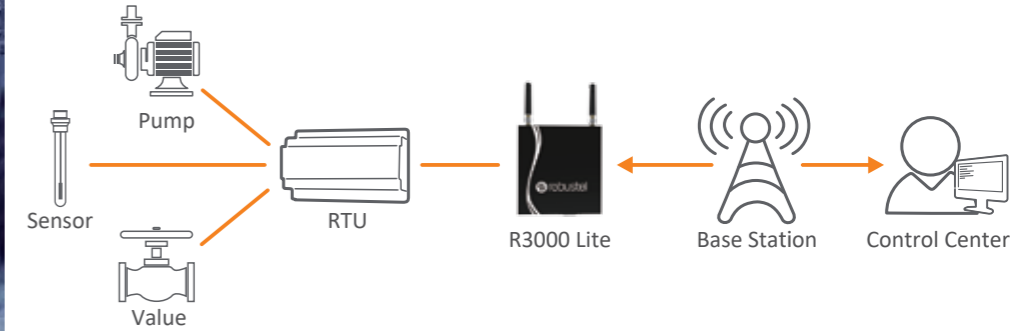 Pump
Sensor
RTU
robustel
R3000 Lite
Base Station
Control Center
Value